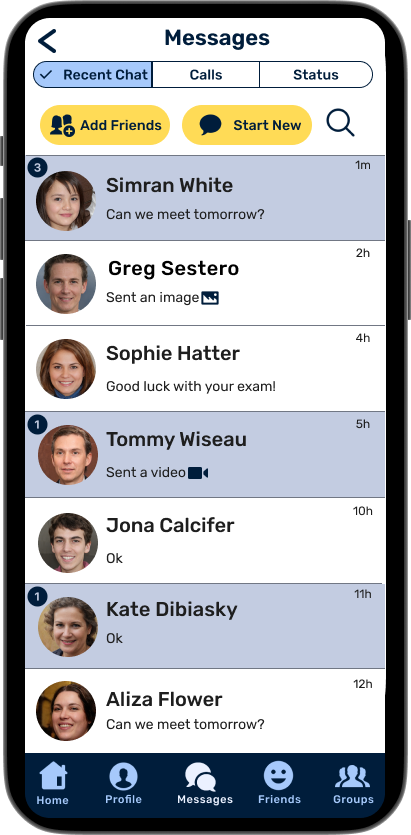 Messages
Recent Chat Calls Status
Add Friends Start New
3 1m
Simran White
Can we meet tomorrow?
2h
Greg Sestero
Sent an image
4h
Sophie Hatter
Good luck with your exam!
1 5h
Tommy Wiseau
Sent a video
10h
Jona Calcifer
Ok
1 11h
Kate Dibiasky
Ok
12h
Aliza Flower
Can we meet tomorrow?
Home Profile Messages Friends Groups